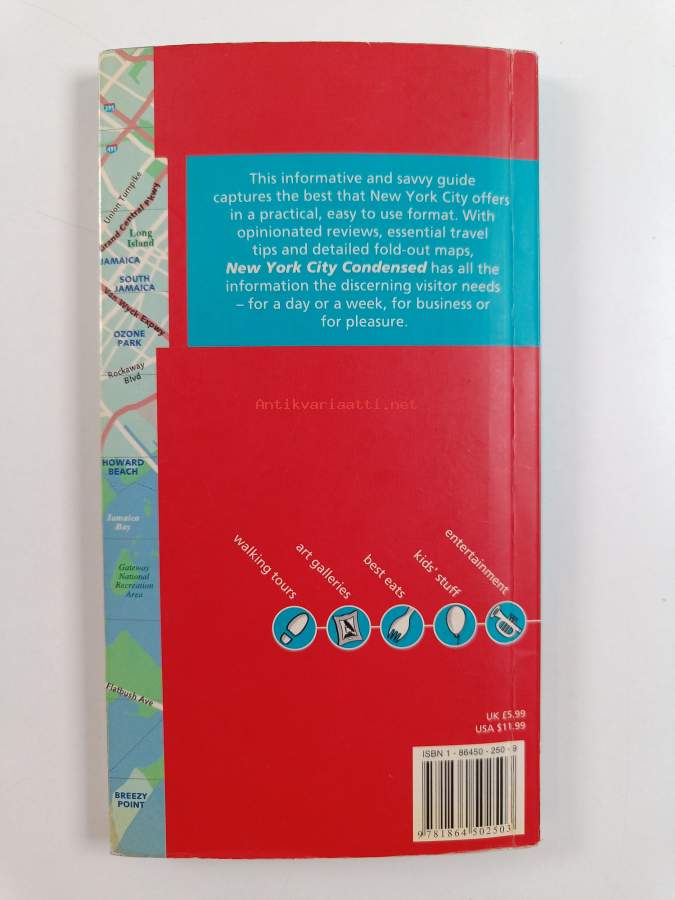 This informative and savvy guide
captures the best that New York City offers
in a practical, easy to use format. With
opinionated reviews, essential travel
tips and detailed fold-out maps,
New York City Condensed has all the
information the discerning visitor needs
– for a day or a week, for business or
for pleasure.
495
Union Turnpike
Grand Central Pkwy
Long
Island
JAMAICA
SOUTH
JAMAICA
Van Wyck Expwy
OZONE
PARK
Rockaway
Blvd
HOWARD
BEACH
Jamaica
Bay
Gateway
National
Recreation
Area
Flatbush Ave
BREEZY
POINT
Antikvariaatti.net
walking tours
art galleries
best eats
kids' stuff
entertainment
UK £5.99
USA $11.99
ISBN 1 - 86450 - 250 - 9
9 781864 502503